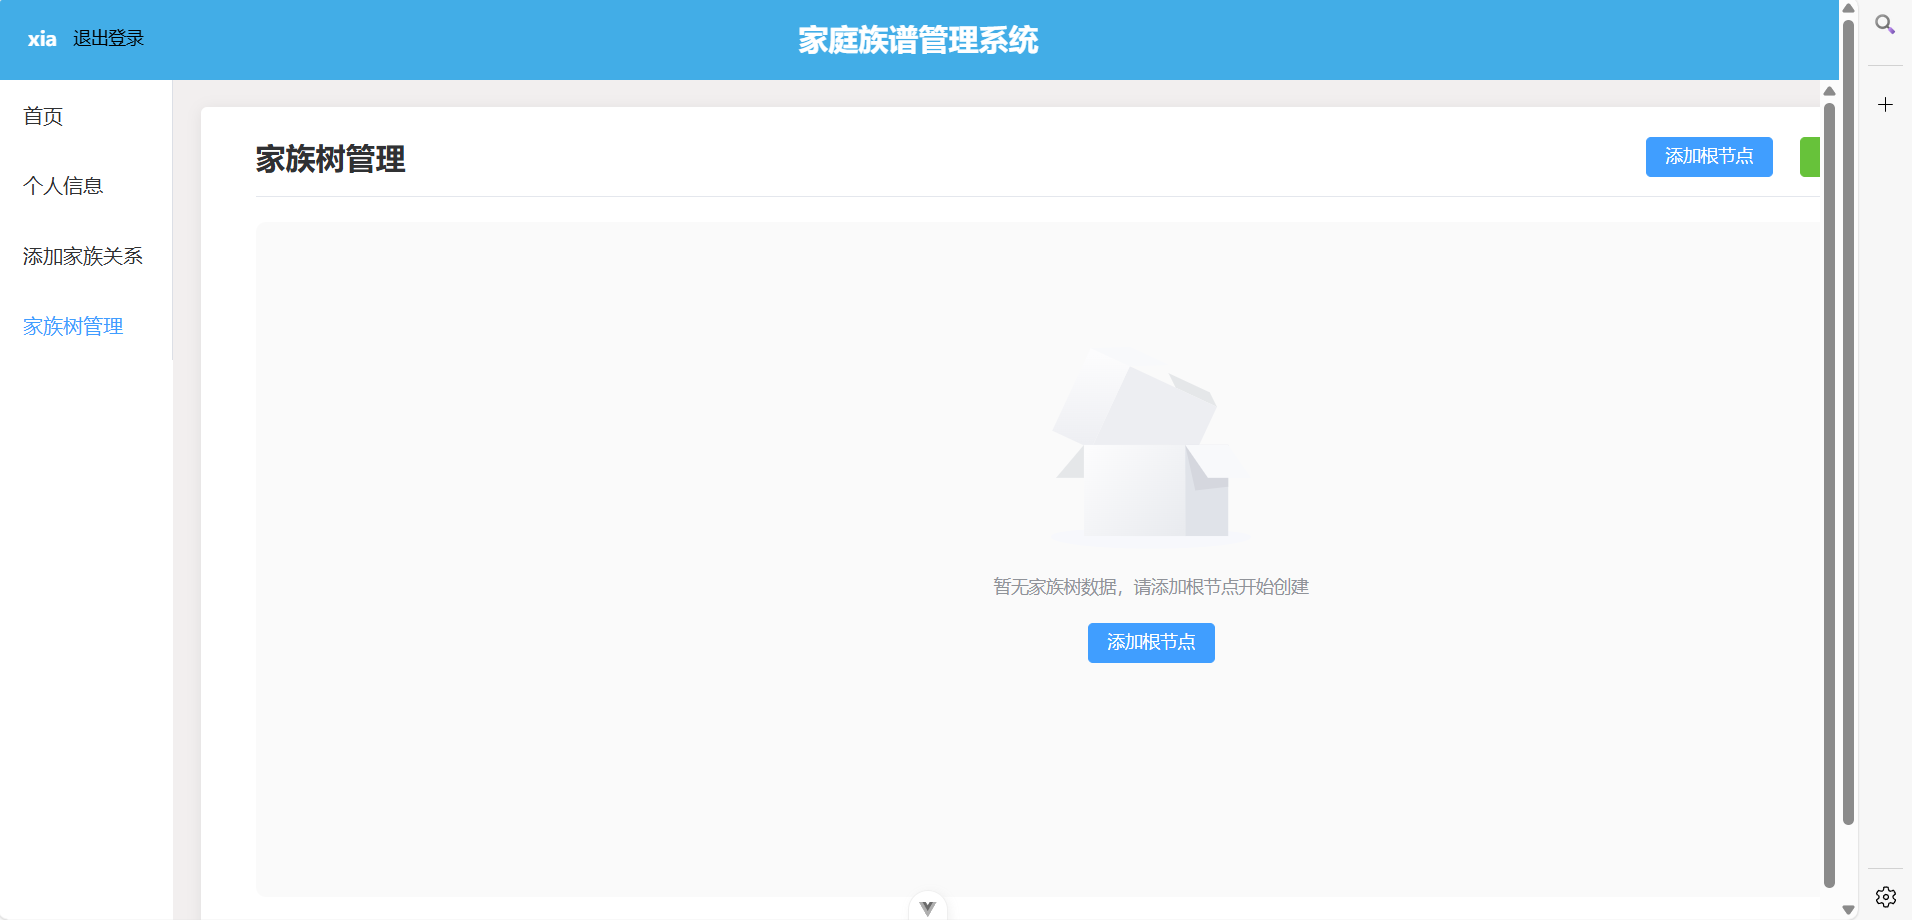 xia 退出登录
家庭族谱管理系统
首页
个人信息
添加家族关系
家族树管理
家族树管理
添加根节点
暂无家族树数据，请添加根节点开始创建
添加根节点